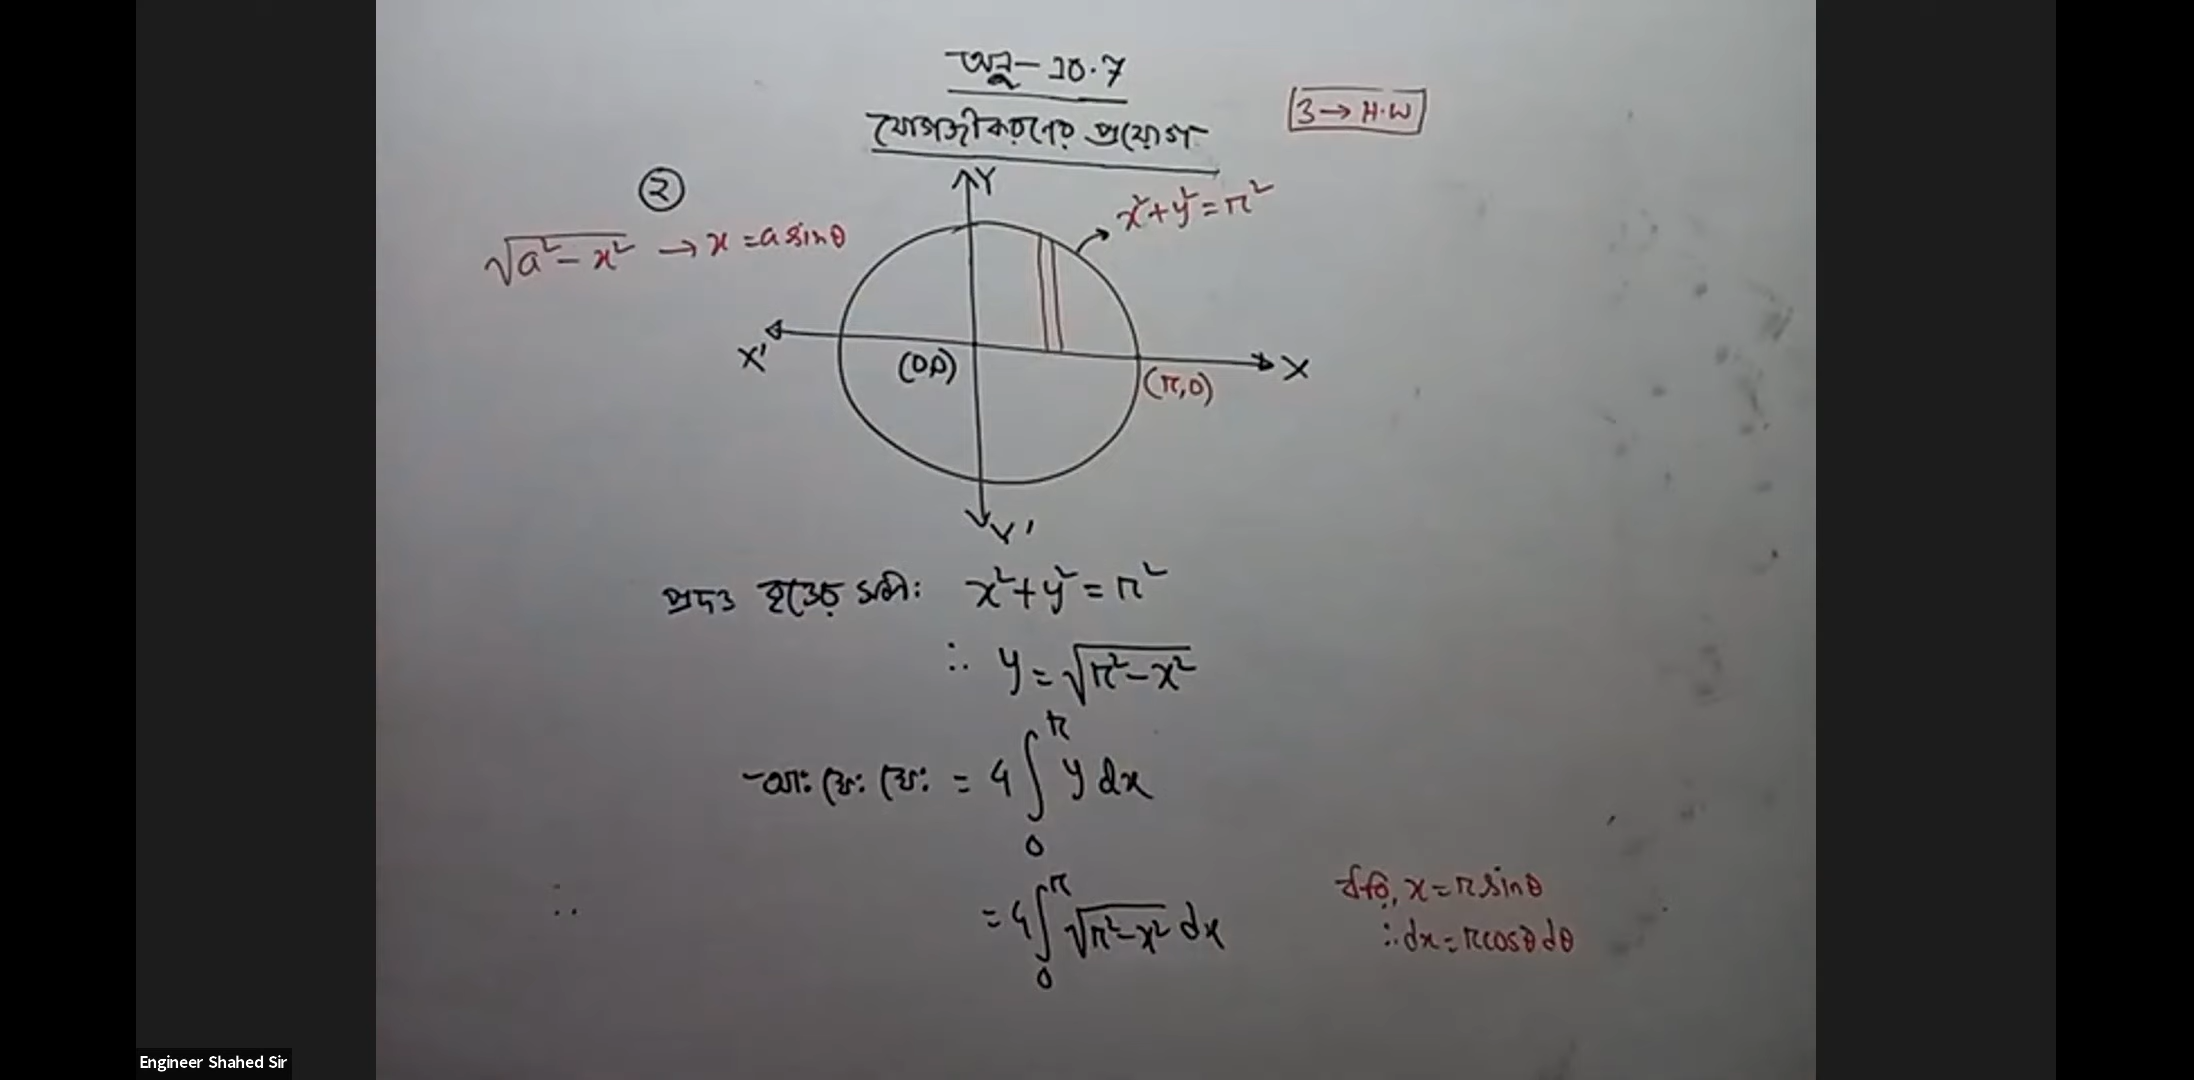 অনু- 10.7
যোগজীকরণের প্রয়োগ
3 → H.W
২
√a² - x² → x = a sinθ
Y
x² + y² = r²
X'
(0,0)
(r,0)
X
Y'
প্রদত্ত বৃত্তের সমী: x² + y² = r²
∴ y = √r² - x²
নে: ক্ষে: = 4 ∫₀ʳ y dx
∴ = 4 ∫₀ʳ √r² - x² dx
ধরি, x = r sinθ
∴ dx = r cosθ dθ
Engineer Shahed Sir